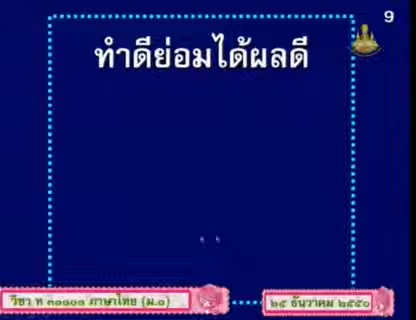 9
ทำดีย่อมได้ผลดี
วิชา ท ๓๑๑๐๑ ภาษาไทย (ม.๑)
๒๕ ธันวาคม ๒๕๕๐